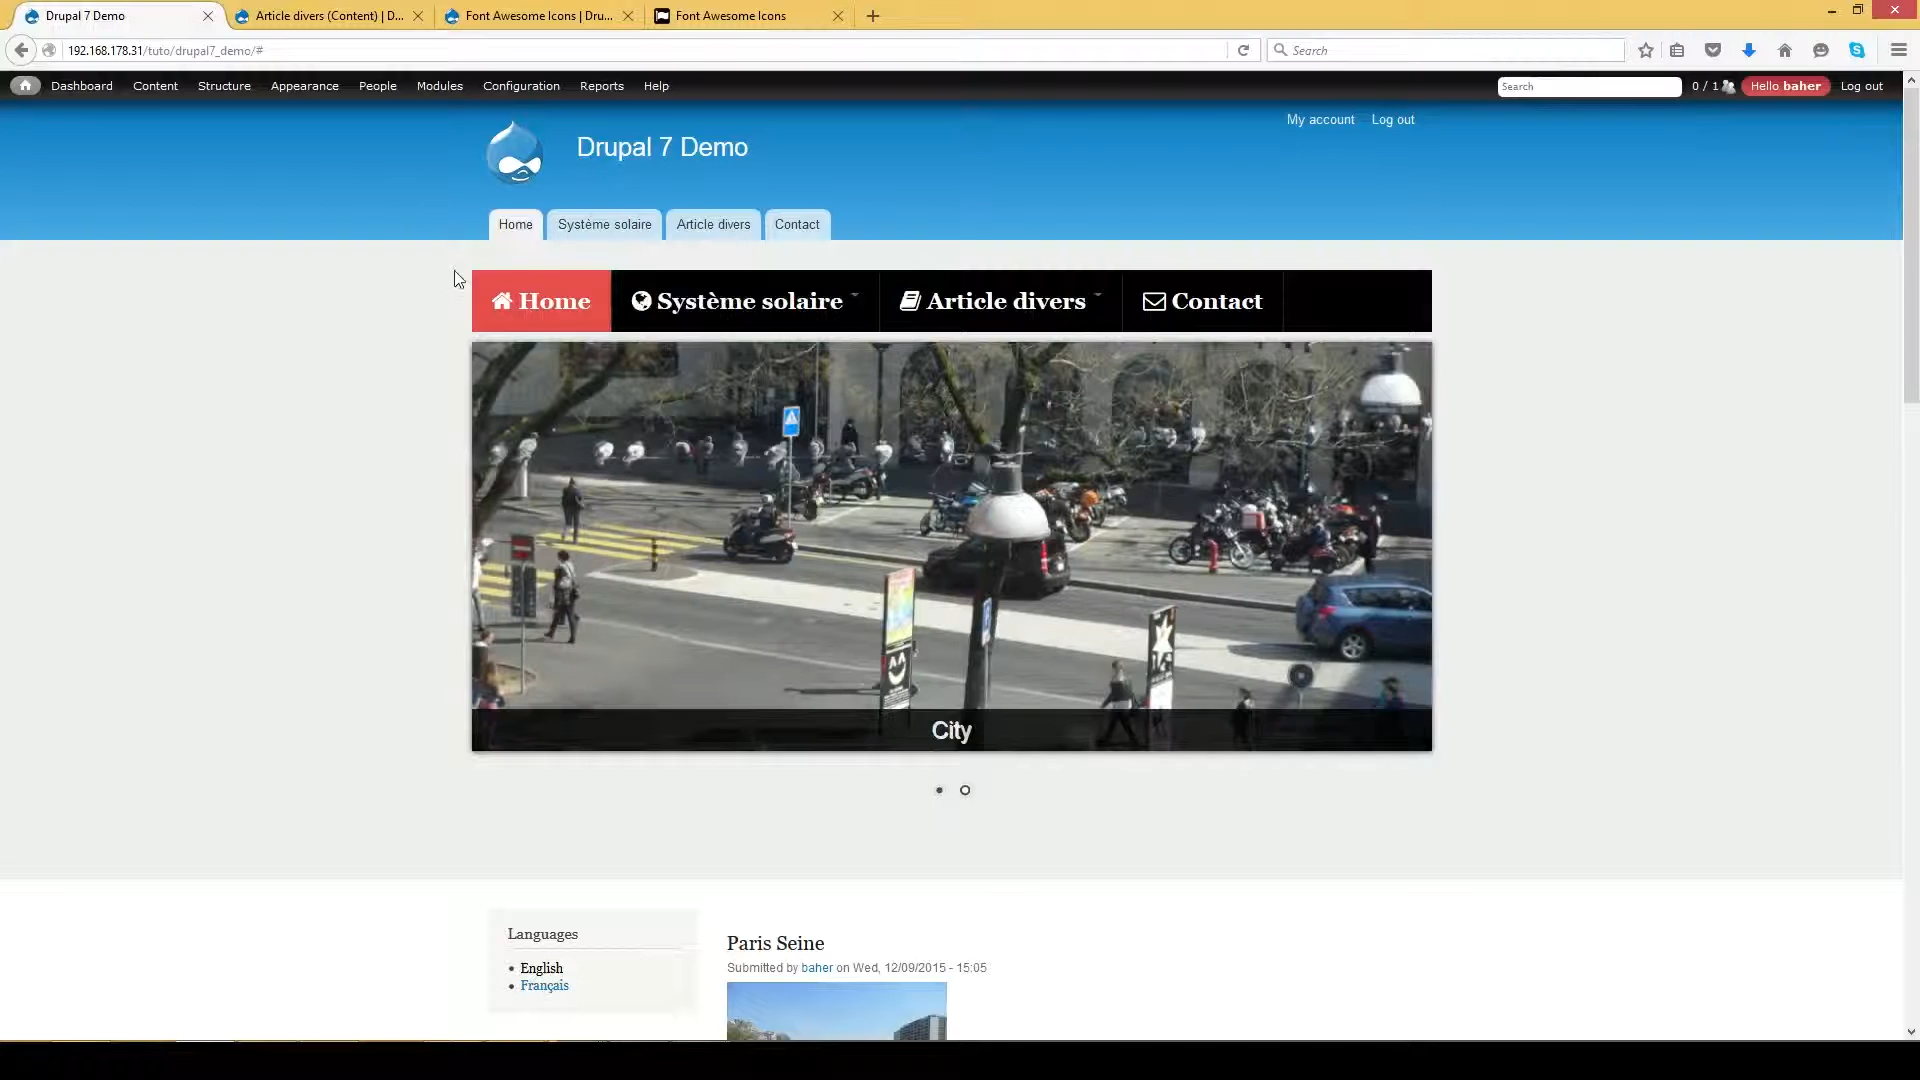 Drupal 7 Demo
Article divers (Content) | D...
Font Awesome Icons | Dru...
Font Awesome Icons
192.168.178.31/tuto/drupal7_demo/#
Search
Dashboard Content Structure Appearance People Modules Configuration Reports Help
Search
0 / 1
Hello baher
Log out
My account Log out
Drupal 7 Demo
Home Système solaire Article divers Contact
Home Système solaire Article divers Contact
City
Languages
English
Français
Paris Seine
Submitted by baher on Wed, 12/09/2015 - 15:05